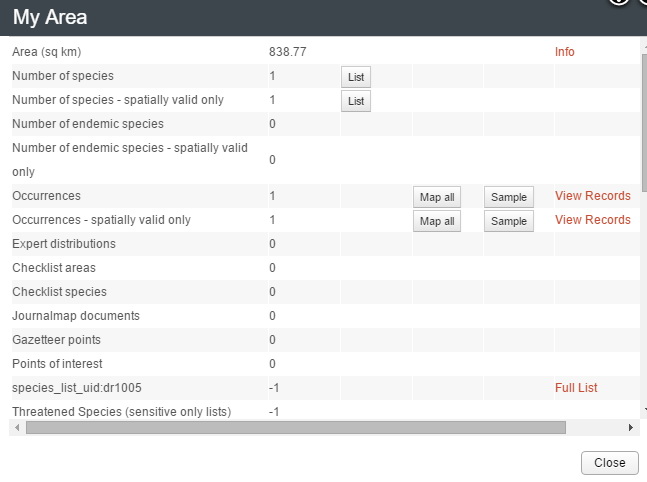 My Area
Area (sq km) 838.77 Info
Number of species 1 List
Number of species - spatially valid only 1 List
Number of endemic species 0
Number of endemic species - spatially valid
only 0
Occurrences 1 Map all Sample View Records
Occurrences - spatially valid only 1 Map all Sample View Records
Expert distributions 0
Checklist areas 0
Checklist species 0
Journalmap documents 0
Gazetteer points 0
Points of interest 0
species_list_uid:dr1005 -1 Full List
Threatened Species (sensitive only lists) -1
Close